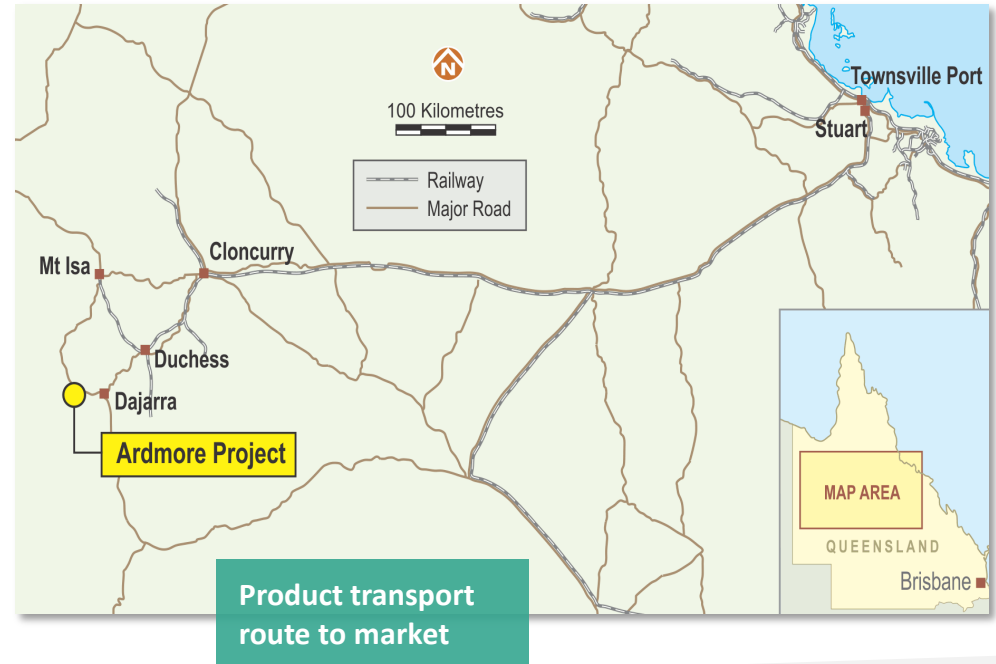 N
Townsville Port
100 Kilometres
Stuart
Railway
Major Road
Cloncurry
Mt Isa
Duchess
Dajarra
Ardmore Project
MAP AREA
QUEENSLAND
Brisbane
Product transport
route to market